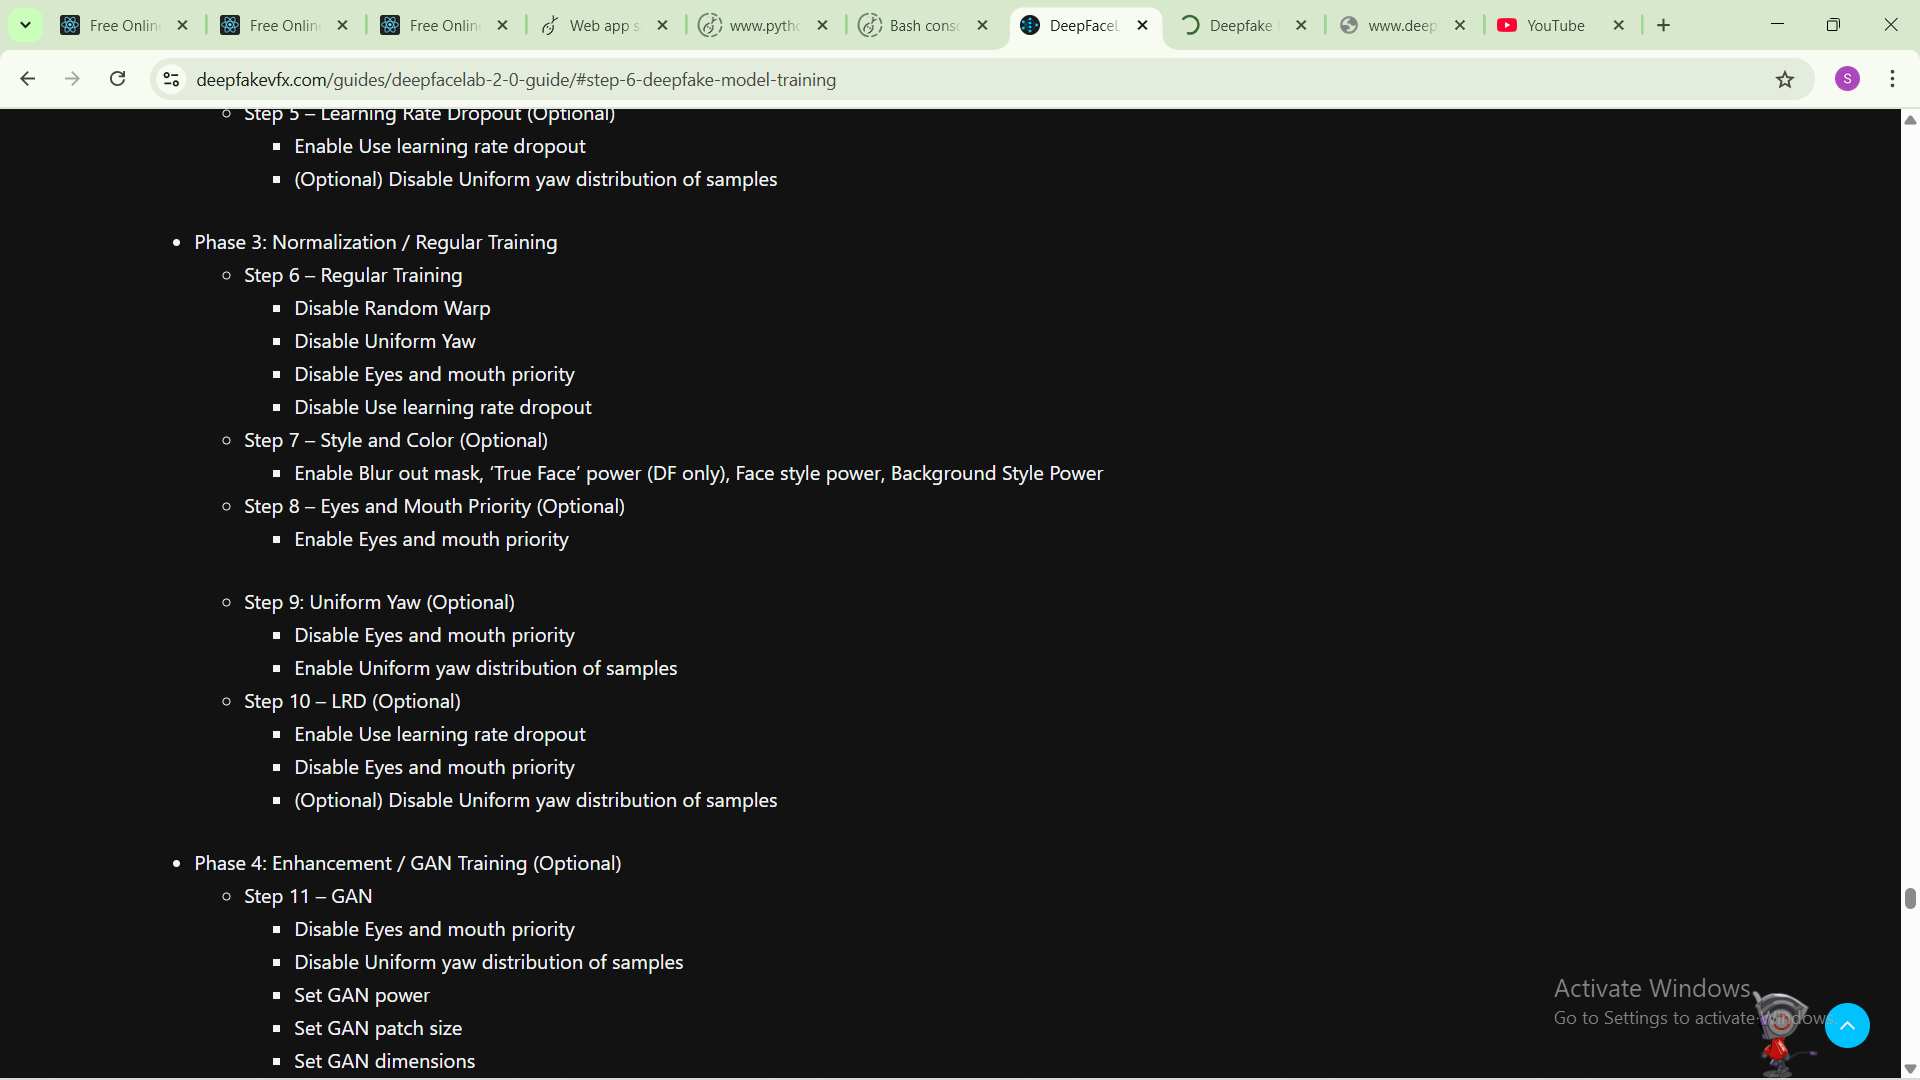 Free Online
Free Online
Free Online
Web app s
www.pytho
Bash conso
DeepFaceL
Deepfake
www.deep
YouTube
deepfakevfx.com/guides/deepfacelab-2-0-guide/#step-6-deepfake-model-training
S
Step 5 – Learning Rate Dropout (Optional)
Enable Use learning rate dropout
(Optional) Disable Uniform yaw distribution of samples
Phase 3: Normalization / Regular Training
Step 6 – Regular Training
Disable Random Warp
Disable Uniform Yaw
Disable Eyes and mouth priority
Disable Use learning rate dropout
Step 7 – Style and Color (Optional)
Enable Blur out mask, ‘True Face’ power (DF only), Face style power, Background Style Power
Step 8 – Eyes and Mouth Priority (Optional)
Enable Eyes and mouth priority
Step 9: Uniform Yaw (Optional)
Disable Eyes and mouth priority
Enable Uniform yaw distribution of samples
Step 10 – LRD (Optional)
Enable Use learning rate dropout
Disable Eyes and mouth priority
(Optional) Disable Uniform yaw distribution of samples
Phase 4: Enhancement / GAN Training (Optional)
Step 11 – GAN
Disable Eyes and mouth priority
Disable Uniform yaw distribution of samples
Set GAN power
Set GAN patch size
Set GAN dimensions
Activate Windows
Go to Settings to activate Windows.